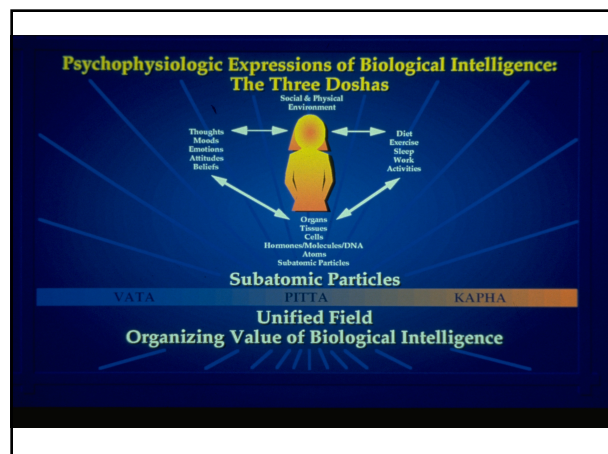 Psychophysiologic Expressions of Biological Intelligence:
The Three Doshas
Social & Physical
Environment
Thoughts
Moods
Emotions
Attitudes
Beliefs
Diet
Exercise
Sleep
Work
Activities
Organs
Tissues
Cells
Hormones/Molecules/DNA
Atoms
Subatomic Particles
Subatomic Particles
VATA PITTA KAPHA
Unified Field
Organizing Value of Biological Intelligence